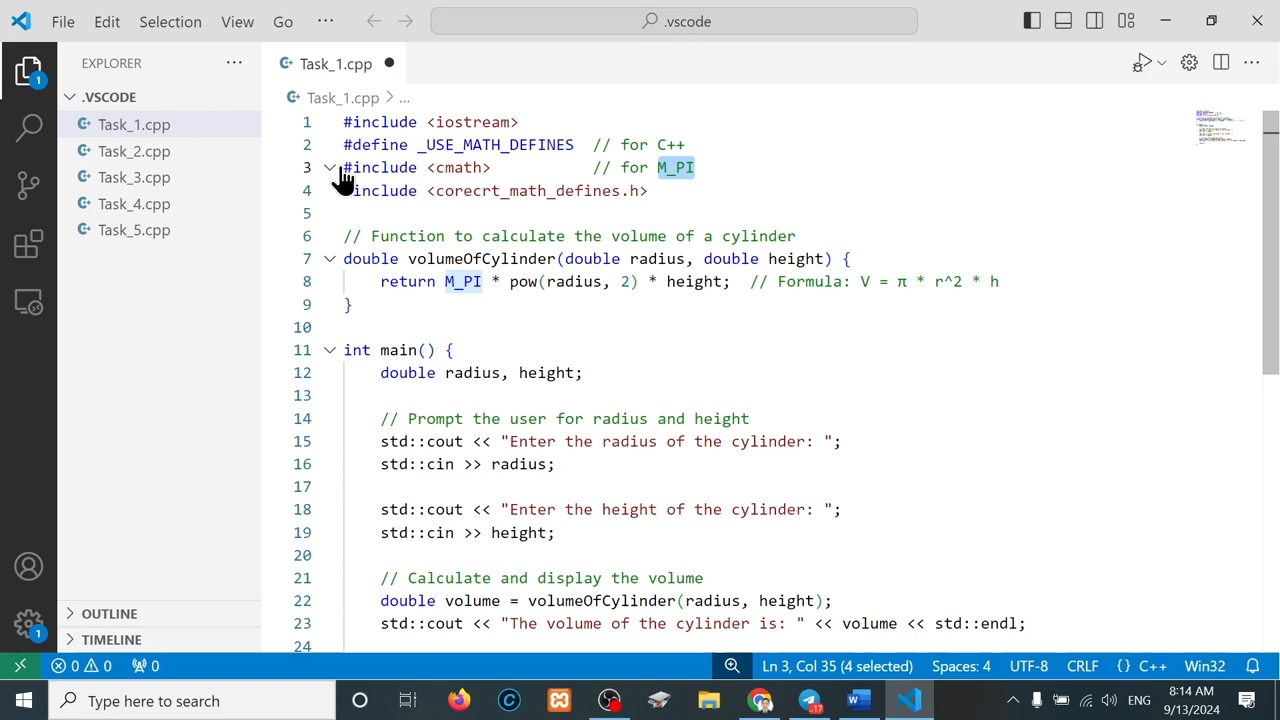 File Edit Selection View Go ··· .vscode
EXPLORER ···
Task_1.cpp
1
.VSCODE
Task_1.cpp
Task_2.cpp
Task_3.cpp
Task_4.cpp
Task_5.cpp
OUTLINE
TIMELINE
1
Task_1.cpp > ...
1 #include <iostream>
2 #define _USE_MATH_DEFINES // for C++
3 #include <cmath> // for M_PI
4 #include <corecrt_math_defines.h>
5
6 // Function to calculate the volume of a cylinder
7 double volumeOfCylinder(double radius, double height) {
8 return M_PI * pow(radius, 2) * height; // Formula: V = π * r^2 * h
9 }
10
11 int main() {
12 double radius, height;
13
14 // Prompt the user for radius and height
15 std::cout << "Enter the radius of the cylinder: ";
16 std::cin >> radius;
17
18 std::cout << "Enter the height of the cylinder: ";
19 std::cin >> height;
20
21 // Calculate and display the volume
22 double volume = volumeOfCylinder(radius, height);
23 std::cout << "The volume of the cylinder is: " << volume << std::endl;
24
0 0 0 Ln 3, Col 35 (4 selected) Spaces: 4 UTF-8 CRLF {} C++ Win32
Type here to search
17
ENG
8:14 AM
9/13/2024